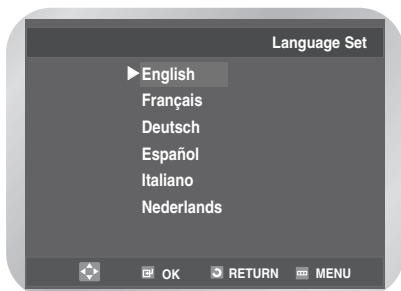 Language Set
English
Français
Deutsch
Español
Italiano
Nederlands
OK RETURN MENU